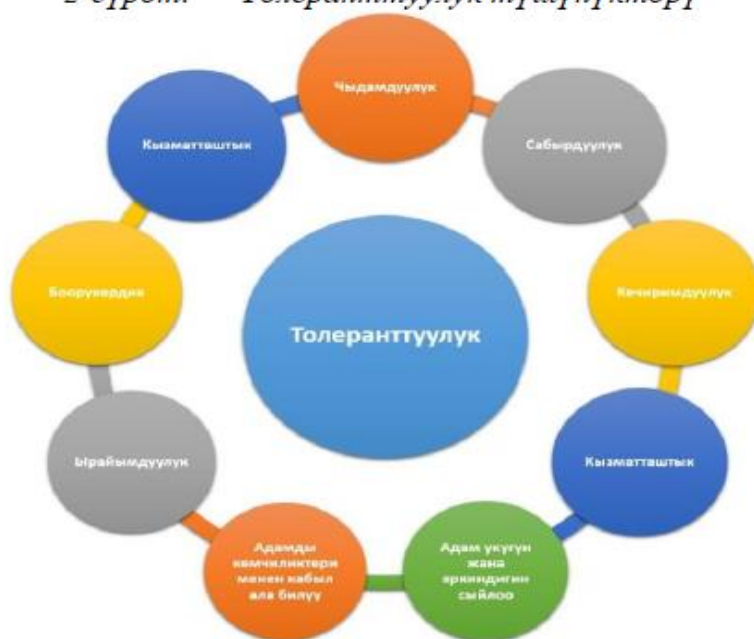 Толеранттуулук
Чыдамдуулук
Сабырдуулук
Кечиримдүүлүк
Кызматташтык
Адам укугун
жана
эркиндигин
сыйлоо
Адамды
кемчиликтери
менен кабыл
ала билүү
Ырайымдуулук
Боорукердик
Кызматташтык
Толеранттуулук